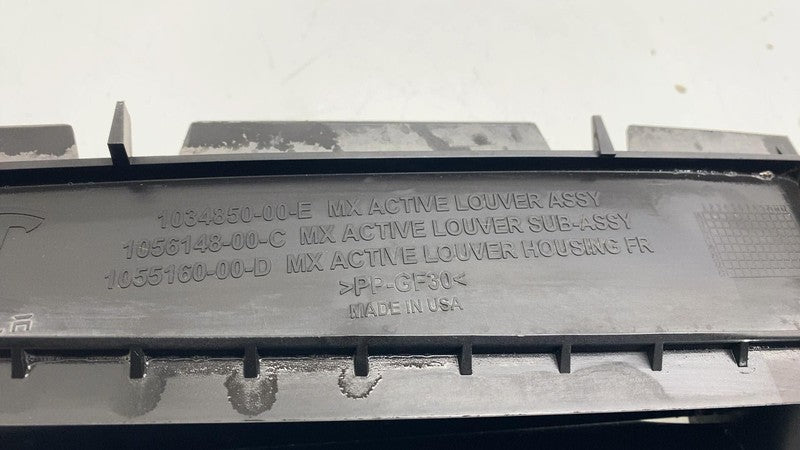 1034850-00-E MX ACTIVE LOUVER ASSY
1056148-00-C MX ACTIVE LOUVER SUB-ASSY
1055160-00-D MX ACTIVE LOUVER HOUSING FR
>PP-GF30<
MADE IN USA